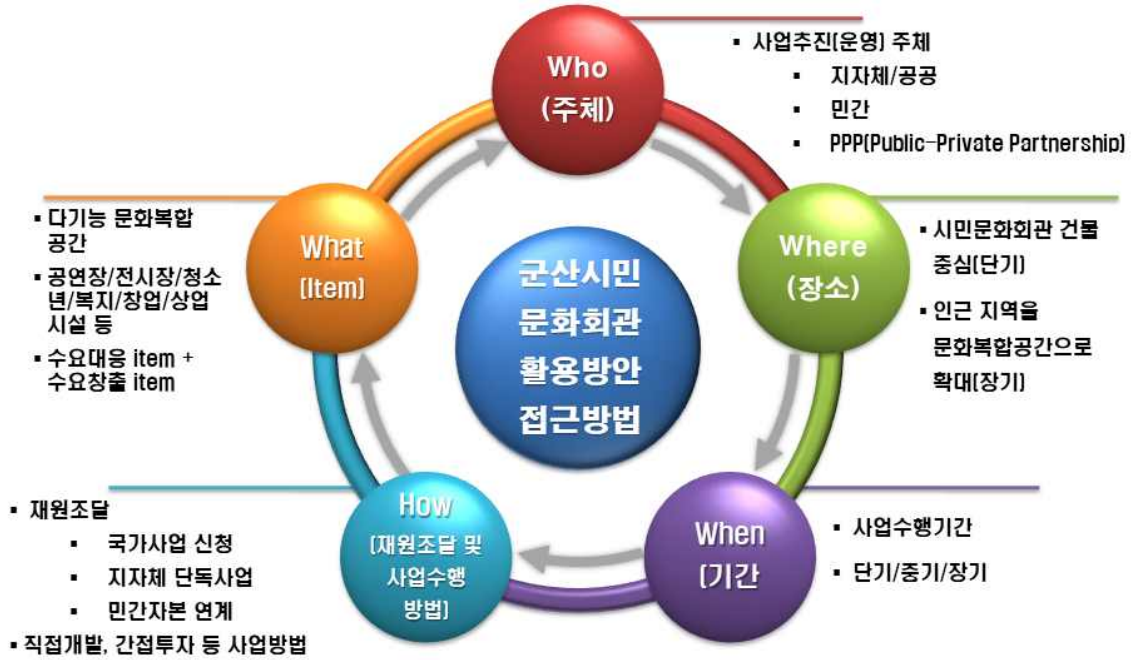 Who
(주체)
▪ 사업추진(운영) 주체
▪ 지자체/공공
▪ 민간
▪ PPP(Public-Private Partnership)
Where
(장소)
▪ 시민문화회관 건물
중심(단기)
▪ 인근 지역을
문화복합공간으로
확대(장기)
When
(기간
▪ 사업수행기간
▪ 단기/중기/장기
How
(재원조달 및
사업수행
방법)
▪ 재원조달
▪ 국가사업 신청
▪ 지자체 단독사업
▪ 민간자본 연계
▪ 직접개발, 간접투자 등 사업방법
What
(Item)
▪ 다기능 문화복합
공간
▪ 공연장/전시장/청소
년/복지/창업/상업
시설 등
▪ 수요대응 item +
수요창출 item
군산시민
문화회관
활용방안
접근방법